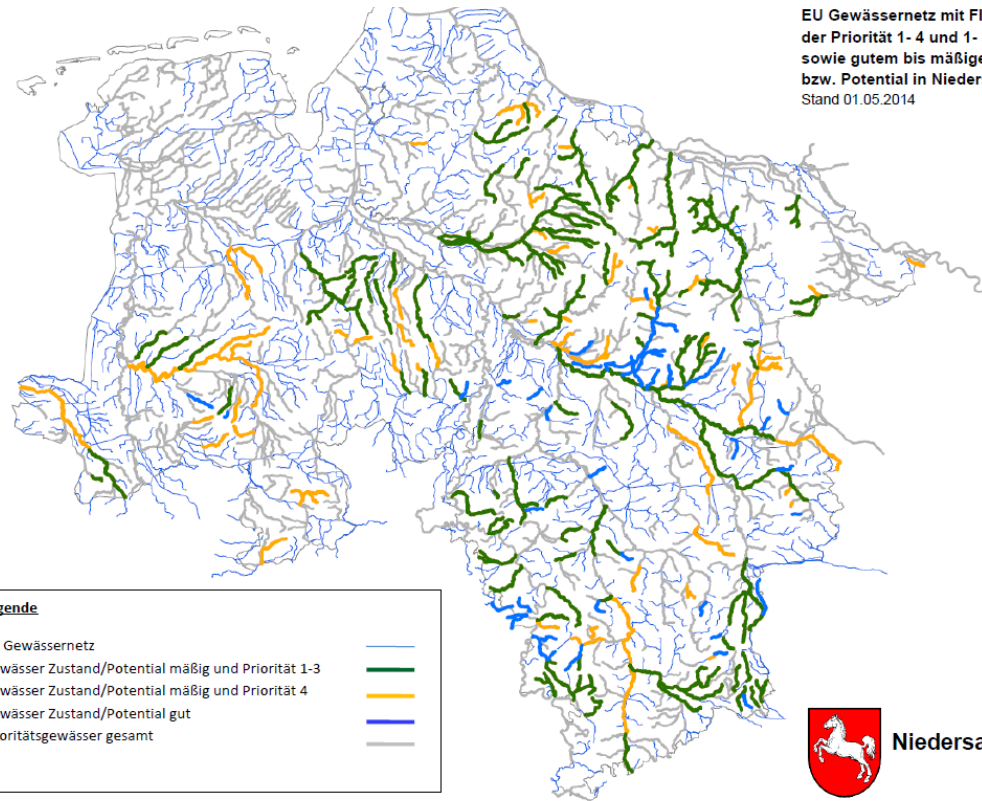 EU Gewässernetz mit Fl
der Priorität 1- 4 und 1-
sowie gutem bis mäßige
bzw. Potential in Nieders
Stand 01.05.2014
gende
Gewässernetz
wässer Zustand/Potential mäßig und Priorität 1-3
wässer Zustand/Potential mäßig und Priorität 4
wässer Zustand/Potential gut
oritätsgewässer gesamt
Niedersa